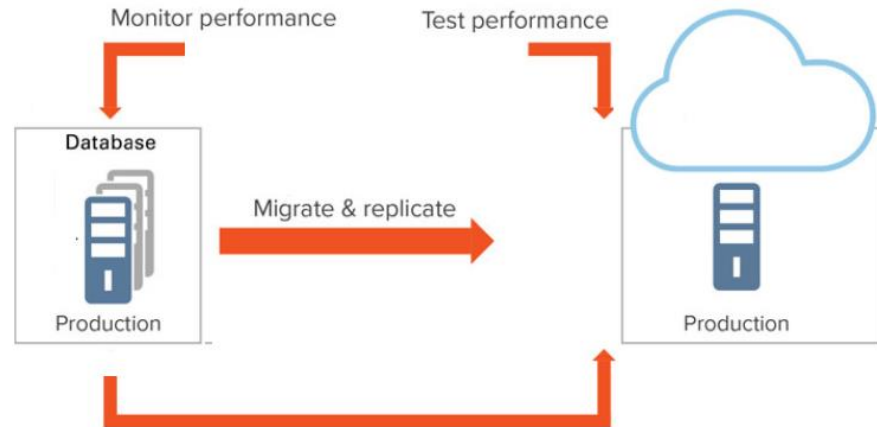 Monitor performance
Test performance
Database
Migrate & replicate
Production
Production